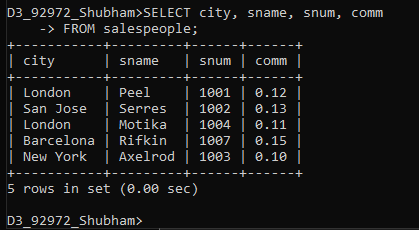 D3_92972_Shubham>SELECT city, sname, snum, comm
    -> FROM salespeople;
+-----------+---------+------+------+
| city      | sname   | snum | comm |
+-----------+---------+------+------+
| London    | Peel    | 1001 | 0.12 |
| San Jose  | Serres  | 1002 | 0.13 |
| London    | Motika  | 1004 | 0.11 |
| Barcelona | Rifkin  | 1007 | 0.15 |
| New York  | Axelrod | 1003 | 0.10 |
+-----------+---------+------+------+
5 rows in set (0.00 sec)
D3_92972_Shubham>